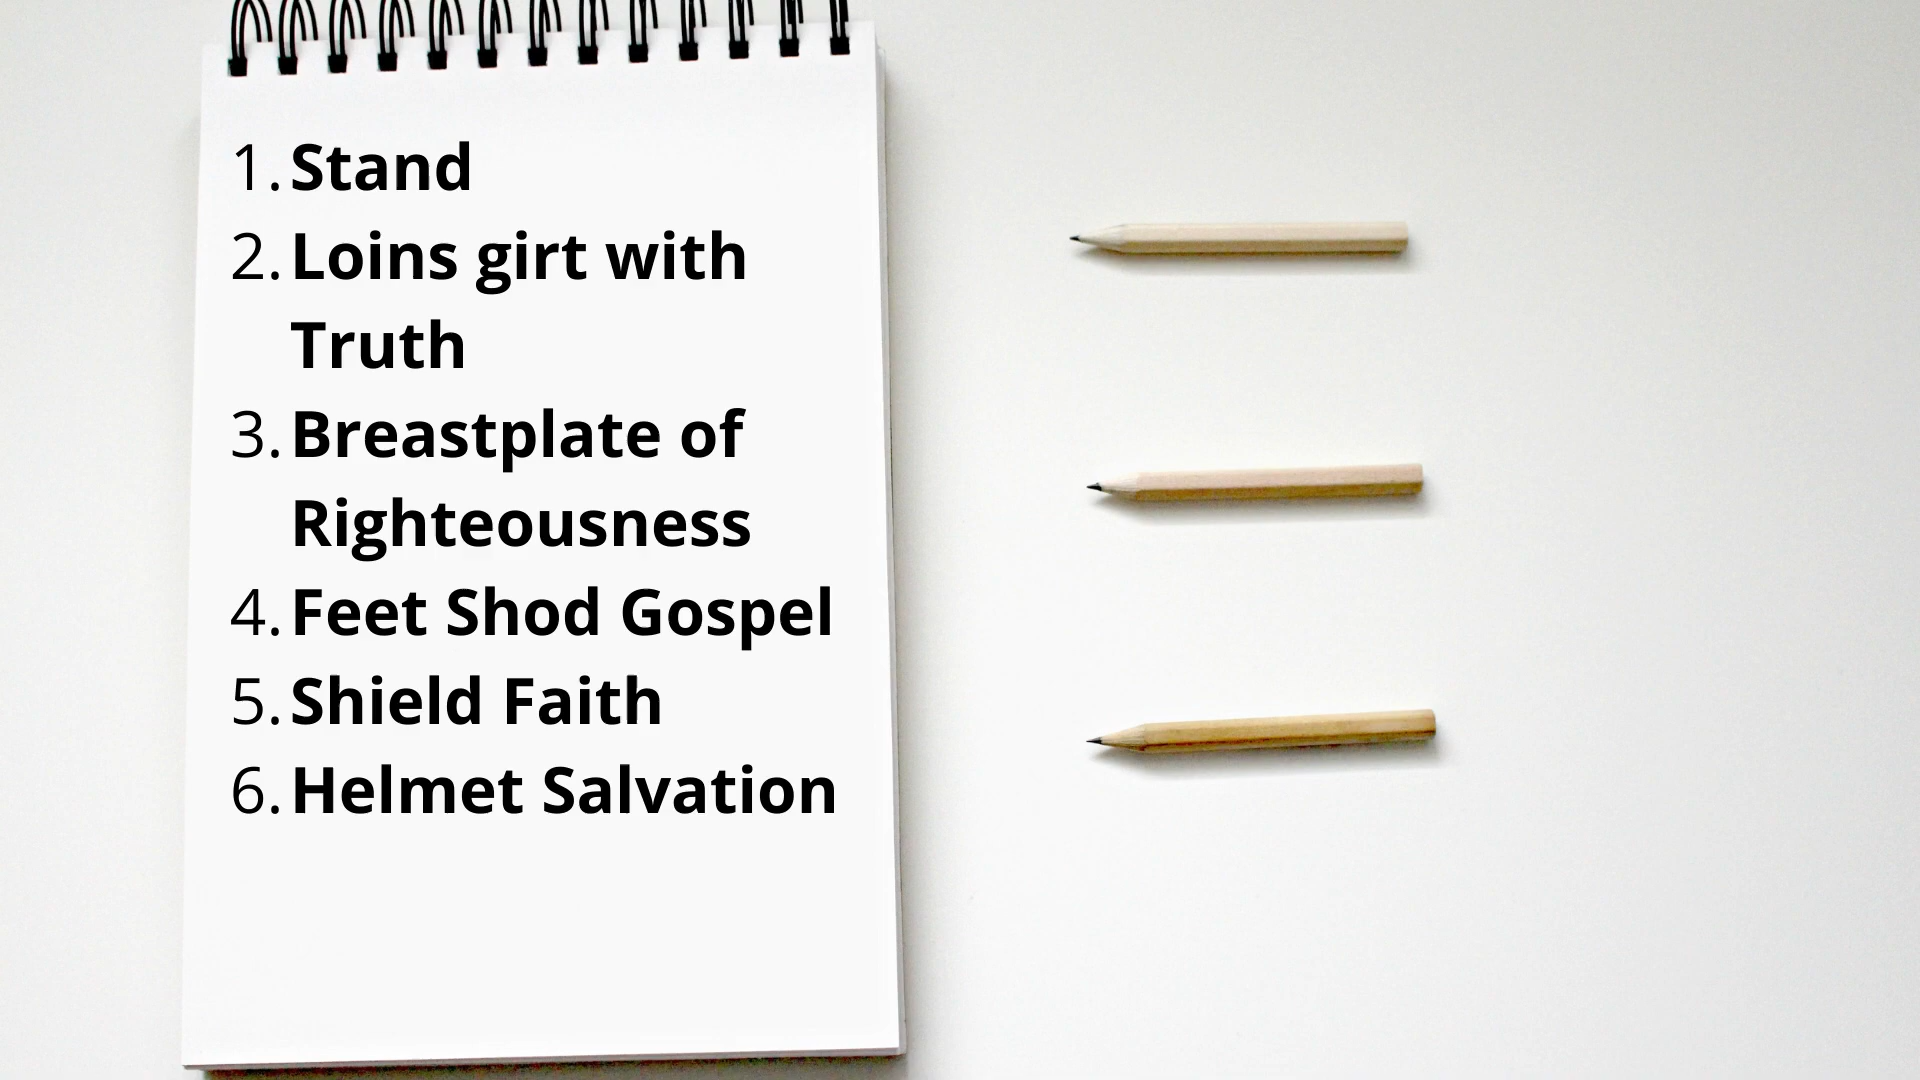 1. Stand
2. Loins girt with
Truth
3. Breastplate of
Righteousness
4. Feet Shod Gospel
5. Shield Faith
6. Helmet Salvation